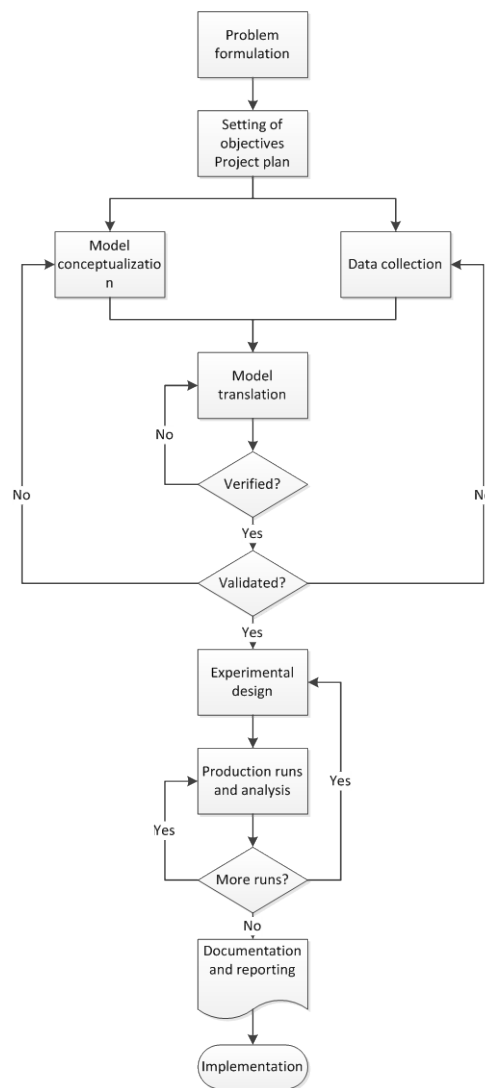 Problem
formulation
Setting of
objectives
Project plan
Model
conceptualizatio
n
Data collection
Model
translation
No
Verified?
No
No
Yes
Validated?
Yes
Experimental
design
Production runs
and analysis
Yes
Yes
More runs?
No
Documentation
and reporting
Implementation